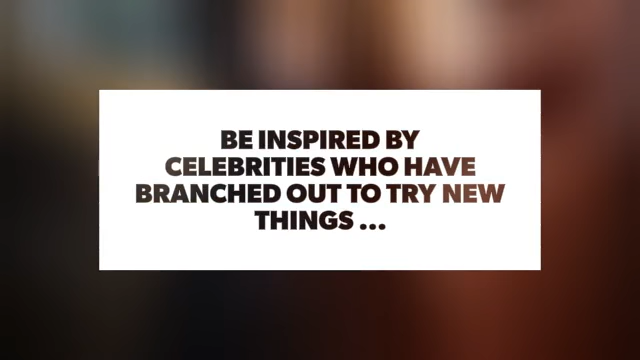 BE INSPIRED BY
CELEBRITIES WHO HAVE
BRANCHED OUT TO TRY NEW
THINGS ...